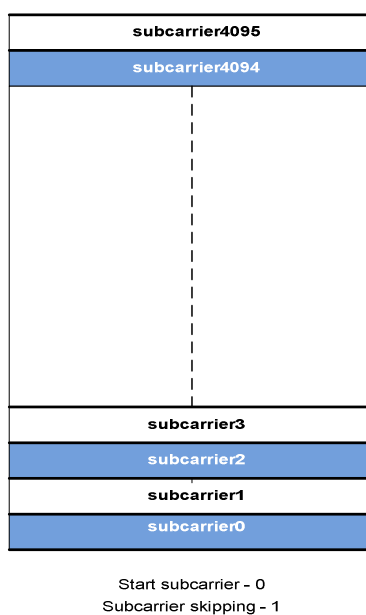 subcarrier4095
subcarrier4094
subcarrier3
subcarrier2
subcarrier1
subcarrier0
Start subcarrier - 0
Subcarrier skipping - 1